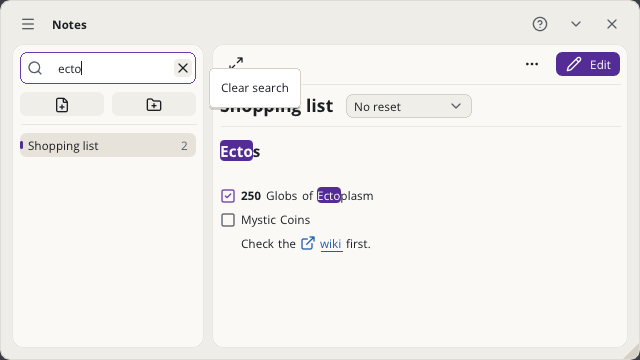 Notes
ecto
Clear search
Edit
Shopping list 2
Shopping list No reset
Ectos
250 Globs of Ectoplasm
Mystic Coins
Check the wiki first.